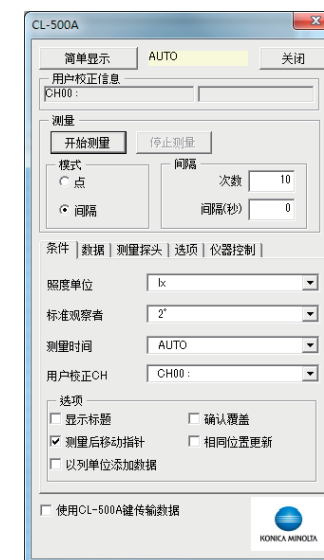 CL-500A
简单显示 AUTO 关闭
用户校正信息
CH00 :
测量
开始测量 停止测量
模式
点
间隔
间隔
次数 10
间隔(秒) 0
条件 数据 测量探头 选项 仪器控制
照度单位 lx
标准观察者 2°
测量时间 AUTO
用户校正CH CH00 :
选项
显示标题 确认覆盖
测量后移动指针 相同位置更新
以列单位添加数据
使用CL-500A键传输数据
KONICA MINOLTA